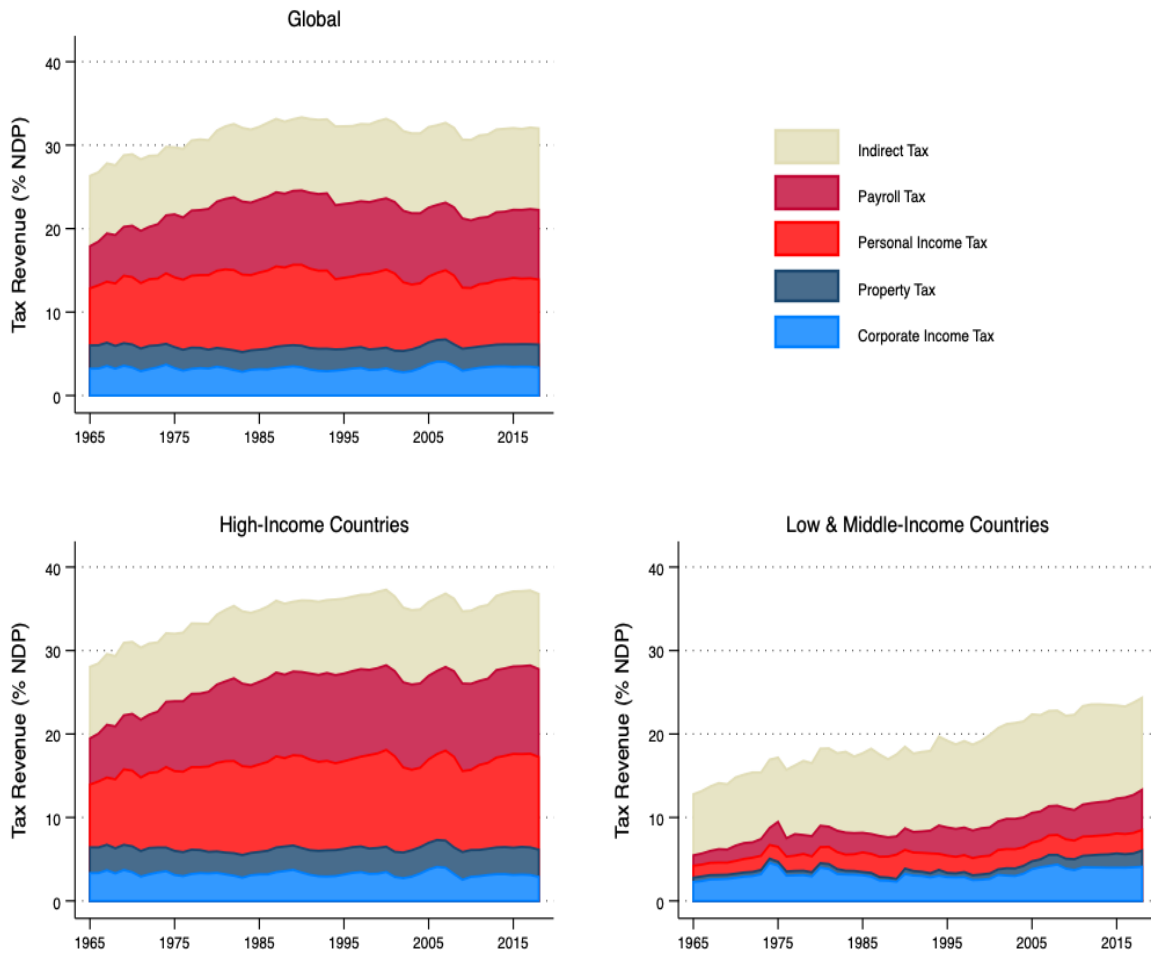 Global
Tax Revenue (% NDP)
40
30
20
10
0
1965 1975 1985 1995 2005 2015
Indirect Tax
Payroll Tax
Personal Income Tax
Property Tax
Corporate Income Tax
High-Income Countries
Tax Revenue (% NDP)
40
30
20
10
0
1965 1975 1985 1995 2005 2015
Low & Middle-Income Countries
Tax Revenue (% NDP)
40
30
20
10
0
1965 1975 1985 1995 2005 2015